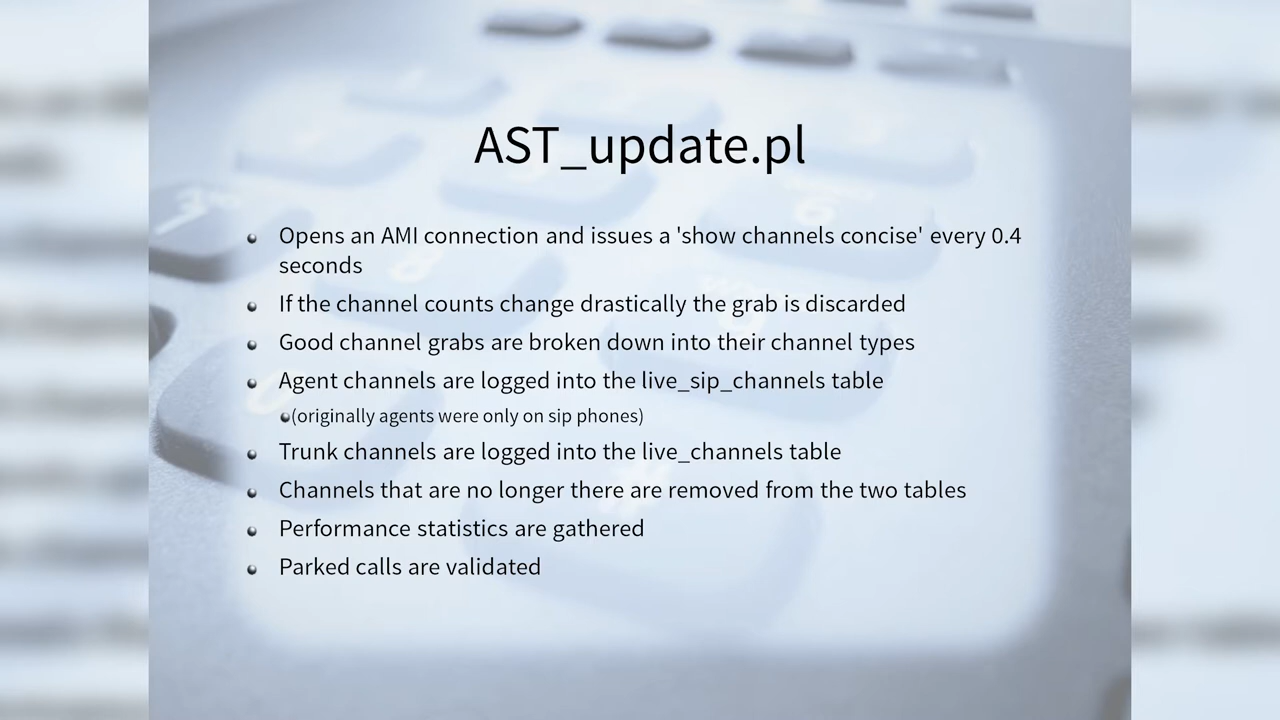 AST_update.pl
Opens an AMI connection and issues a 'show channels concise' every 0.4
seconds
If the channel counts change drastically the grab is discarded
Good channel grabs are broken down into their channel types
Agent channels are logged into the live_sip_channels table
(originally agents were only on sip phones)
Trunk channels are logged into the live_channels table
Channels that are no longer there are removed from the two tables
Performance statistics are gathered
Parked calls are validated